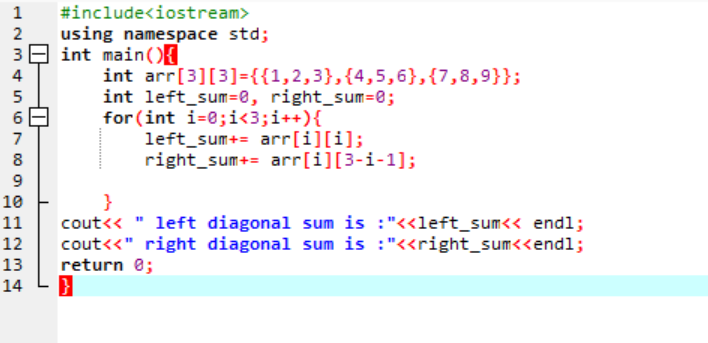 1 #include<iostream>
2 using namespace std;
3 int main(){
4 int arr[3][3]={{1,2,3},{4,5,6},{7,8,9}};
5 int left_sum=0, right_sum=0;
6 for(int i=0;i<3;i++){
7 left_sum+= arr[i][i];
8 right_sum+= arr[i][3-i-1];
9
10 }
11 cout<< " left diagonal sum is :"<<left_sum<< endl;
12 cout<<" right diagonal sum is :"<<right_sum<<endl;
13 return 0;
14 }